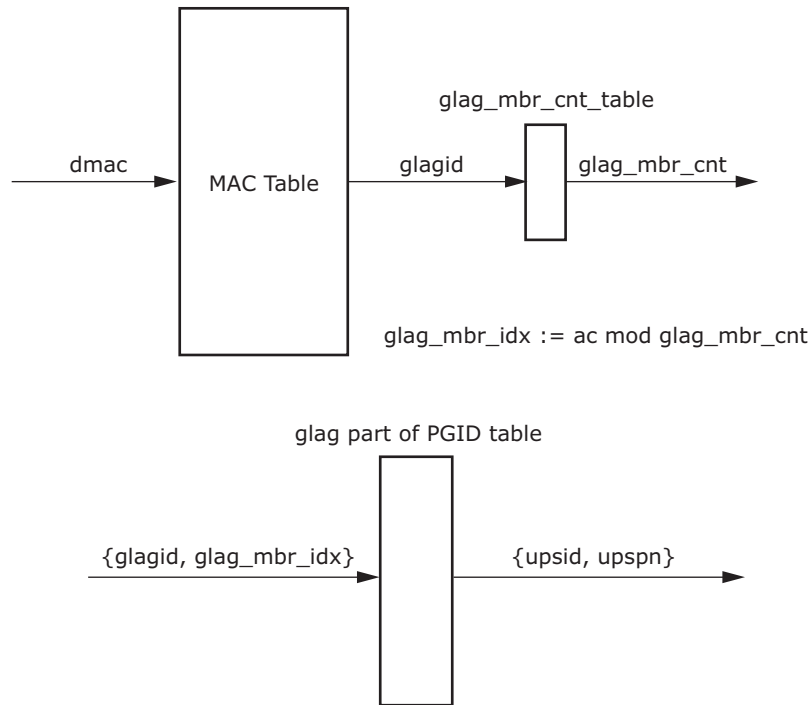 glag_mbr_cnt_table
dmac
MAC Table
glagid
glag_mbr_cnt
glag_mbr_idx := ac mod glag_mbr_cnt
glag part of PGID table
{glagid, glag_mbr_idx}
{upsid, upspn}